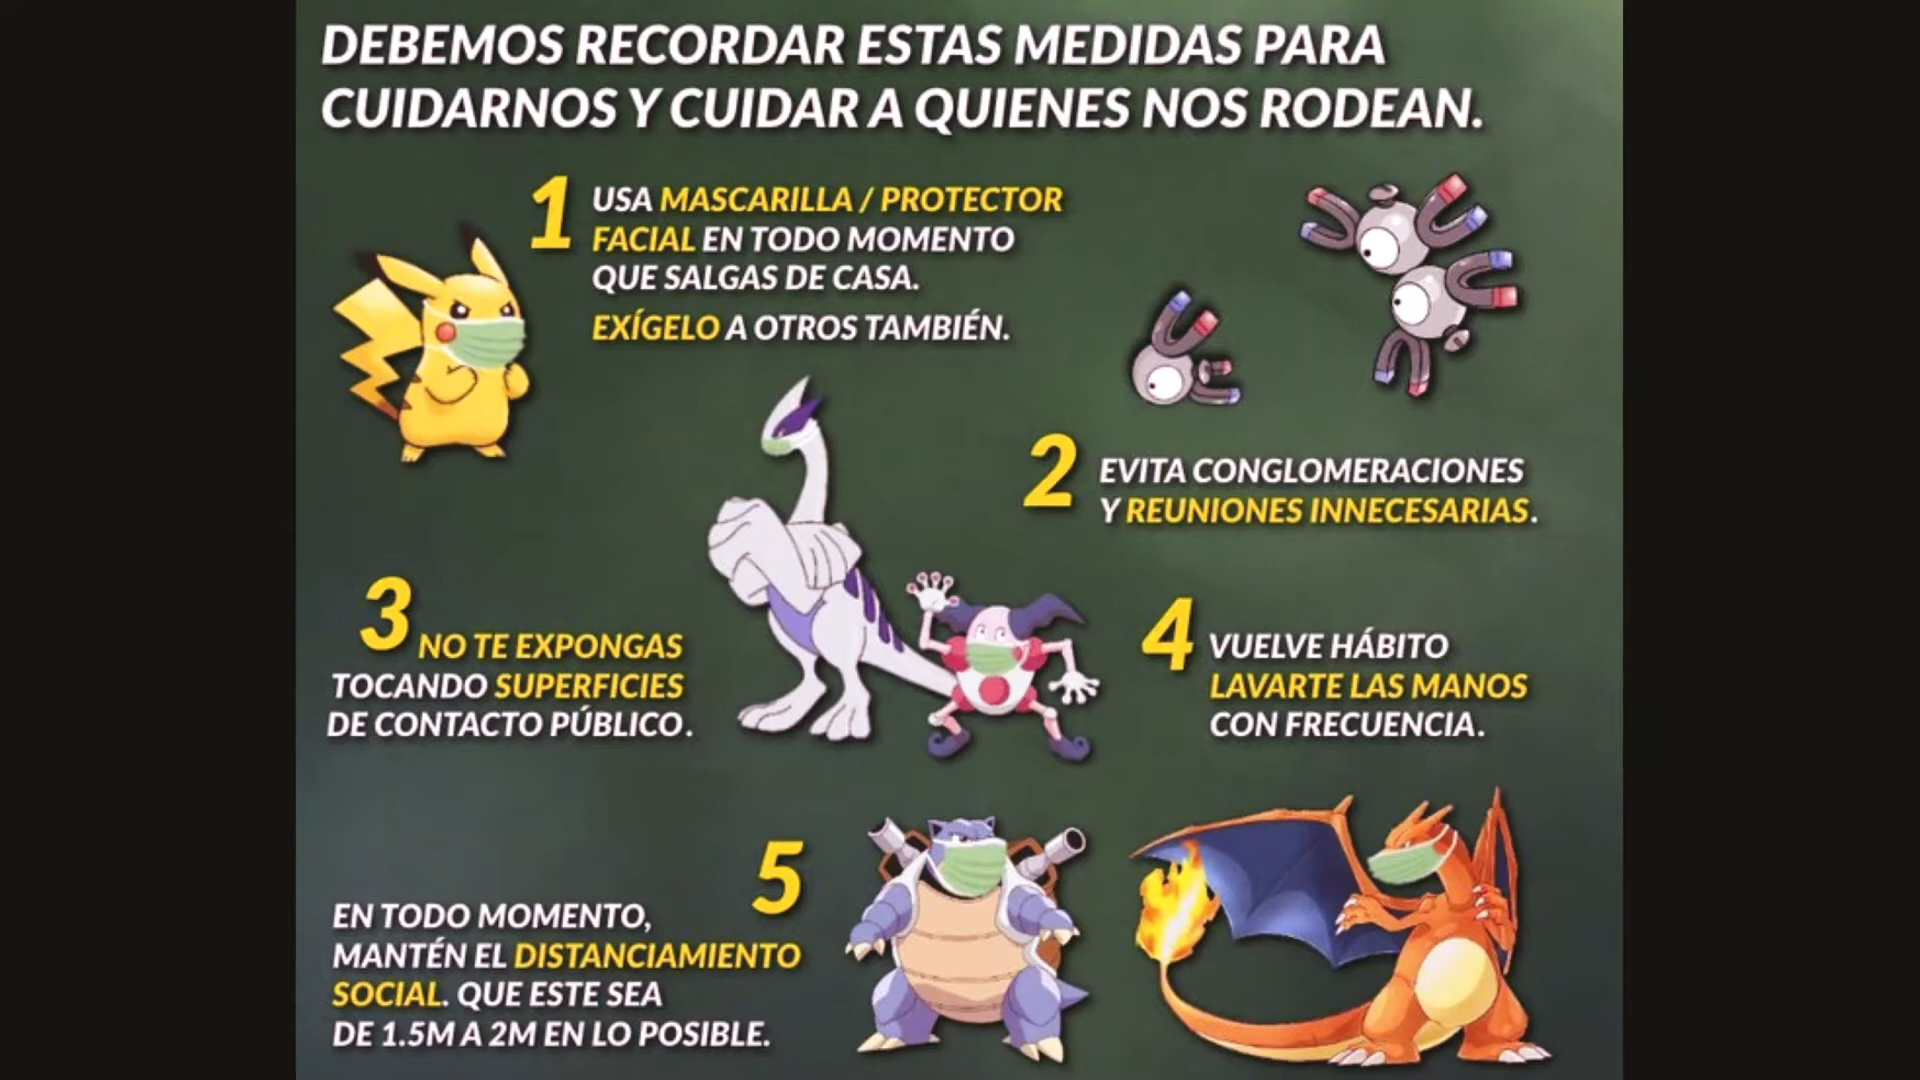 DEBEMOS RECORDAR ESTAS MEDIDAS PARA
CUIDARNOS Y CUIDAR A QUIENES NOS RODEAN.
1 USA MASCARILLA / PROTECTOR
FACIAL EN TODO MOMENTO
QUE SALGAS DE CASA.
EXÍGELO A OTROS TAMBIÉN.
2 EVITA CONGLOMERACIONES
Y REUNIONES INNECESARIAS.
3 NO TE EXPONGAS
TOCANDO SUPERFICIES
DE CONTACTO PÚBLICO.
4 VUELVE HÁBITO
LAVARTE LAS MANOS
CON FRECUENCIA.
5
EN TODO MOMENTO,
MANTÉN EL DISTANCIAMIENTO
SOCIAL. QUE ESTE SEA
DE 1.5M A 2M EN LO POSIBLE.